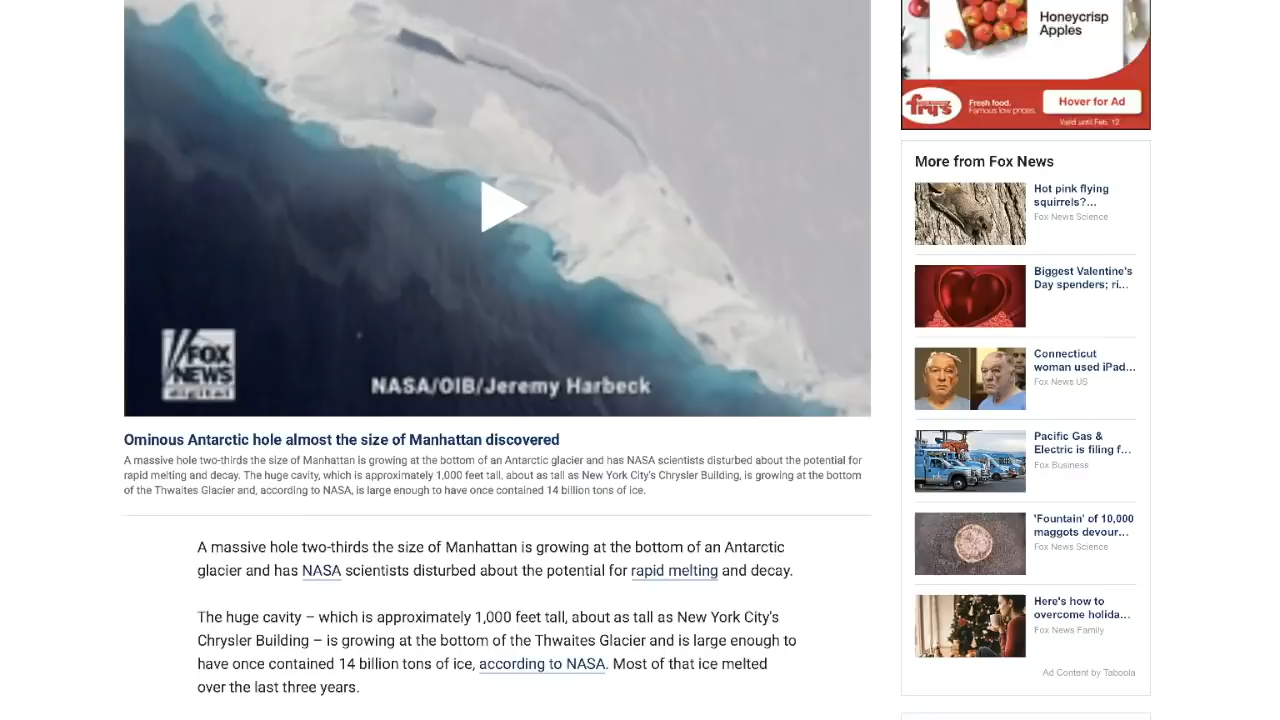 FOX
NEWS
digital
NASA/OIB/Jeremy Harbeck
Ominous Antarctic hole almost the size of Manhattan discovered
A massive hole two-thirds the size of Manhattan is growing at the bottom of an Antarctic glacier and has NASA scientists disturbed about the potential for
rapid melting and decay. The huge cavity, which is approximately 1,000 feet tall, about as tall as New York City's Chrysler Building, is growing at the bottom
of the Thwaites Glacier and, according to NASA, is large enough to have once contained 14 billion tons of ice.
A massive hole two-thirds the size of Manhattan is growing at the bottom of an Antarctic
glacier and has NASA scientists disturbed about the potential for rapid melting and decay.
The huge cavity – which is approximately 1,000 feet tall, about as tall as New York City's
Chrysler Building – is growing at the bottom of the Thwaites Glacier and is large enough to
have once contained 14 billion tons of ice, according to NASA. Most of that ice melted
over the last three years.
Honeycrisp
Apples
fry's
Fresh food.
Famous low prices.
Hover for Ad
Valid until Feb. 12
More from Fox News
Hot pink flying
squirrels?...
Fox News Science
Biggest Valentine's
Day spenders; ri...
Connecticut
woman used iPad...
Fox News US
Pacific Gas &
Electric is filing f...
Fox Business
'Fountain' of 10,000
maggots devour...
Fox News Science
Here's how to
overcome holida...
Fox News Family
Ad Content by Taboola